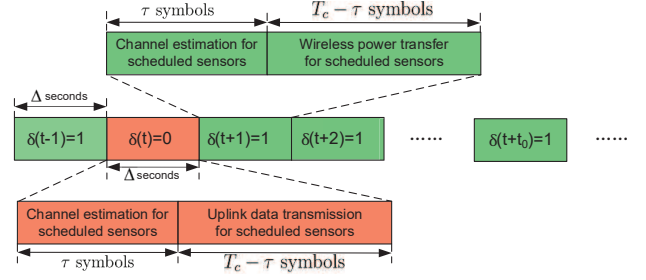 τ symbols
T_c − τ symbols
Channel estimation for scheduled sensors
Wireless power transfer for scheduled sensors
Δ seconds
δ(t-1)=1
δ(t)=0
δ(t+1)=1
δ(t+2)=1
······
δ(t+t₀)=1
······
Δ seconds
Channel estimation for scheduled sensors
Uplink data transmission for scheduled sensors
τ symbols
T_c − τ symbols